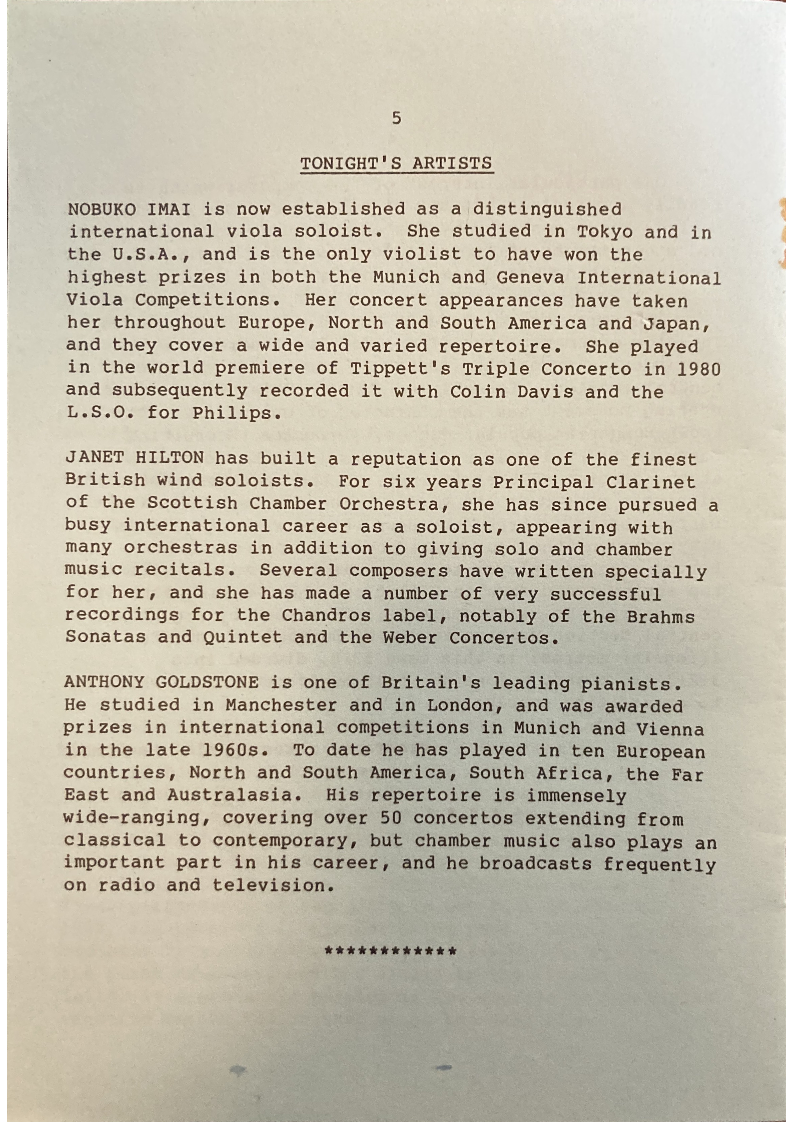 5
TONIGHT'S ARTISTS
NOBUKO IMAI is now established as a distinguished
international viola soloist. She studied in Tokyo and in
the U.S.A., and is the only violist to have won the
highest prizes in both the Munich and Geneva International
Viola Competitions. Her concert appearances have taken
her throughout Europe, North and South America and Japan,
and they cover a wide and varied repertoire. She played
in the world premiere of Tippett's Triple Concerto in 1980
and subsequently recorded it with Colin Davis and the
L.S.O. for Philips.
JANET HILTON has built a reputation as one of the finest
British wind soloists. For six years Principal Clarinet
of the Scottish Chamber Orchestra, she has since pursued a
busy international career as a soloist, appearing with
many orchestras in addition to giving solo and chamber
music recitals. Several composers have written specially
for her, and she has made a number of very successful
recordings for the Chandros label, notably of the Brahms
Sonatas and Quintet and the Weber Concertos.
ANTHONY GOLDSTONE is one of Britain's leading pianists.
He studied in Manchester and in London, and was awarded
prizes in international competitions in Munich and Vienna
in the late 1960s. To date he has played in ten European
countries, North and South America, South Africa, the Far
East and Australasia. His repertoire is immensely
wide-ranging, covering over 50 concertos extending from
classical to contemporary, but chamber music also plays an
important part in his career, and he broadcasts frequently
on radio and television.
************